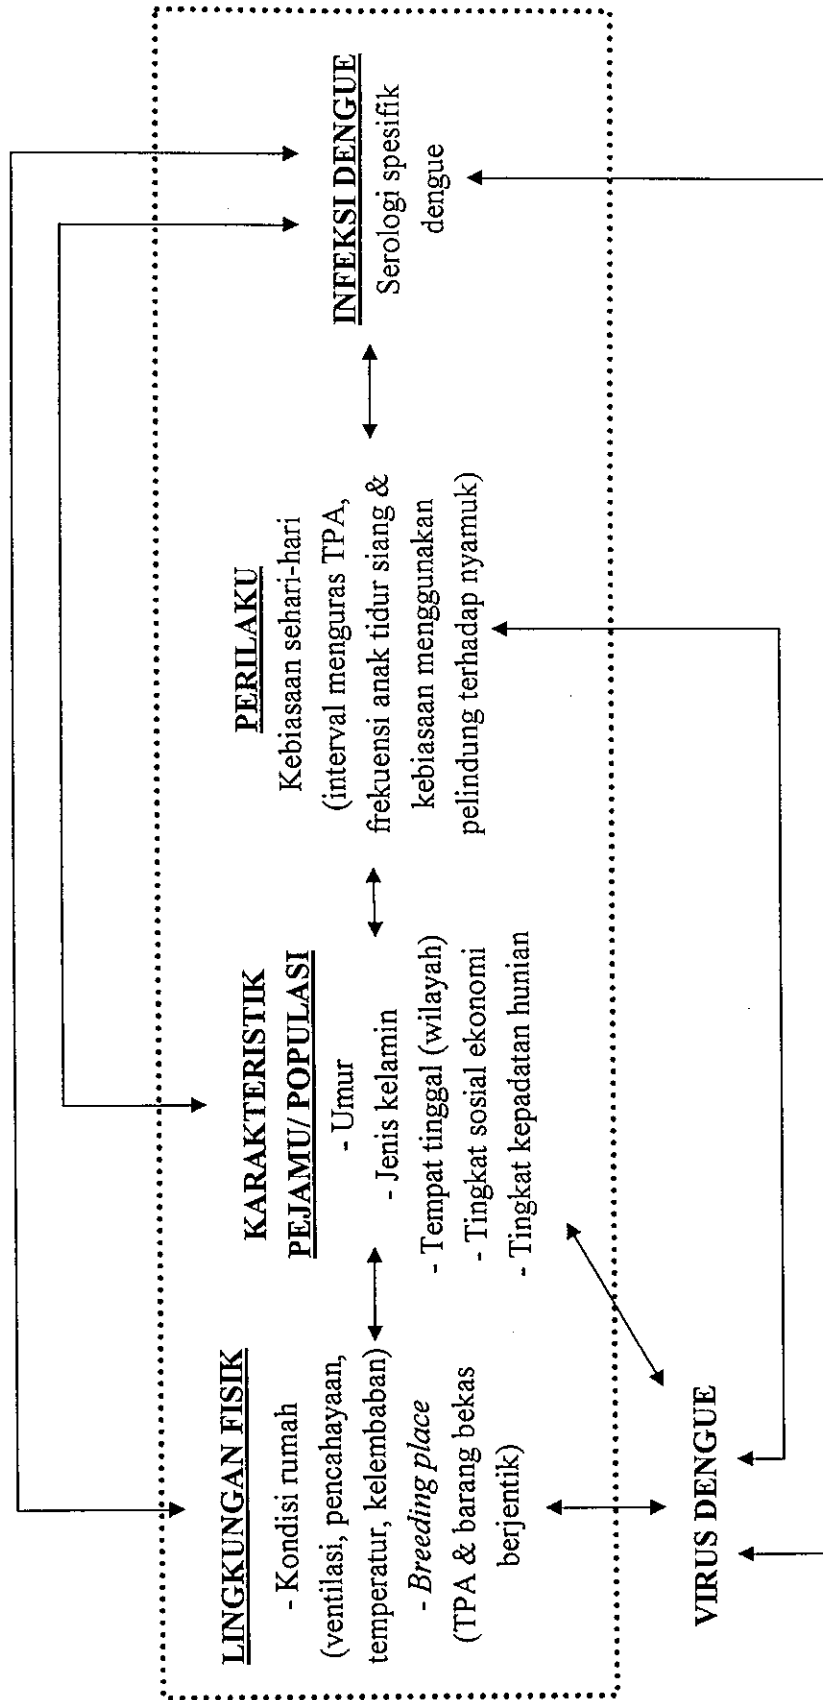 LINGKUNGAN FISIK
- Kondisi rumah
(ventilasi, pencahayaan,
temperatur, kelembaban)
- Breeding place
(TPA & barang bekas
berjentik)
KARAKTERISTIK
PEJAMU/ POPULASI
- Umur
- Jenis kelamin
- Tempat tinggal (wilayah)
- Tingkat sosial ekonomi
- Tingkat kepadatan hunian
PERILAKU
Kebiasaan sehari-hari
(interval menguras TPA,
frekuensi anak tidur siang &
kebiasaan menggunakan
pelindung terhadap nyamuk)
INFEKSI DENGUE
Serologi spesifik
dengue
VIRUS DENGUE